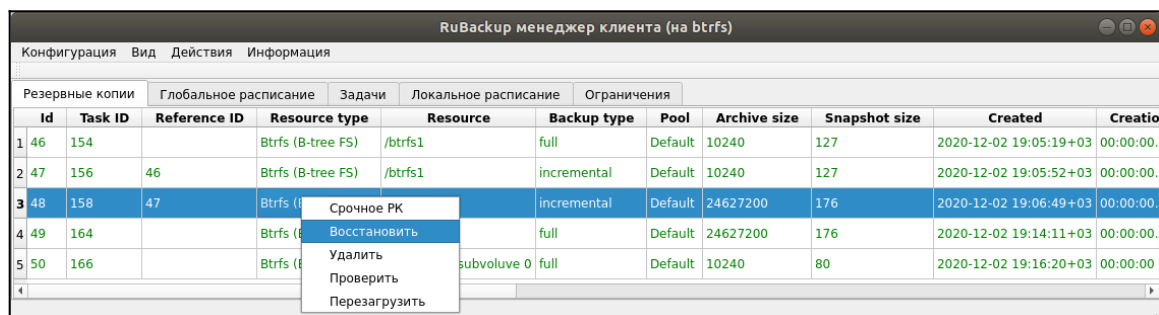 RuBackup менеджер клиента (на btrfs)
Конфигурация Вид Действия Информация
Резервные копии Глобальное расписание Задачи Локальное расписание Ограничения
Id Task ID Reference ID Resource type Resource Backup type Pool Archive size Snapshot size Created Creatio
1 46 154 Btrfs (B-tree FS) /btrfs1 full Default 10240 127 2020-12-02 19:05:19+03 00:00:00.
2 47 156 46 Btrfs (B-tree FS) /btrfs1 incremental Default 10240 127 2020-12-02 19:05:52+03 00:00:00.
3 48 158 47 Btrfs ( incremental Default 24627200 176 2020-12-02 19:06:49+03 00:00:00.
Срочное РК
Восстановить
4 49 164 Btrfs ( full Default 24627200 176 2020-12-02 19:14:11+03 00:00:00.
Удалить
5 50 166 Btrfs ( subvoluve 0 full Default 10240 80 2020-12-02 19:16:20+03 00:00:00
Проверить
Перезагрузить